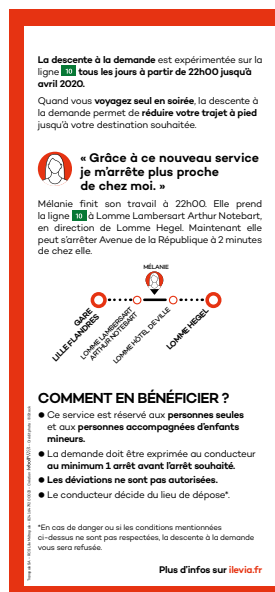 La descente à la demande est expérimentée sur la
ligne 10 tous les jours à partir de 22h00 jusqu'à
avril 2020.
Quand vous voyagez seul en soirée, la descente à
la demande permet de réduire votre trajet à pied
jusqu'à votre destination souhaitée.
« Grâce à ce nouveau service
je m'arrête plus proche
de chez moi. »
Mélanie finit son travail à 22h00. Elle prend
la ligne 10 à Lomme Lambersart Arthur Notebart,
en direction de Lomme Hegel. Maintenant elle
peut s'arrêter Avenue de la République à 2 minutes
de chez elle.
MÉLANIE
GARE
LILLE FLANDRES
LOMME LAMBERSART
ARTHUR NOTEBART
LOMME HÔTEL DE VILLE
LOMME HEGEL
COMMENT EN BÉNÉFICIER ?
● Ce service est réservé aux personnes seules
et aux personnes accompagnées d'enfants
mineurs.
● La demande doit être exprimée au conducteur
au minimum 1 arrêt avant l'arrêt souhaité.
● Les déviations ne sont pas autorisées.
● Le conducteur décide du lieu de dépose*.
*En cas de danger ou si les conditions mentionnées
ci-dessus ne sont pas respectées, la descente à la demande
vous sera refusée.
Plus d'infos sur ilevia.fr